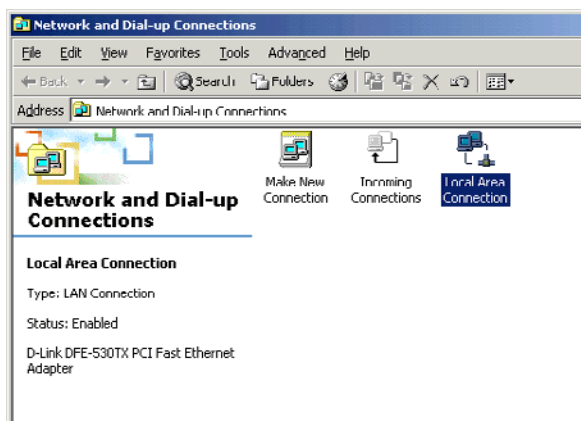 Network and Dial-up Connections
File Edit View Favorites Tools Advanced Help
Back Search Folders
Address Network and Dial-up Connections
Make New
Connection
Incoming
Connections
Local Area
Connection
Network and Dial-up
Connections
Local Area Connection
Type: LAN Connection
Status: Enabled
D-Link DFE-530TX PCI Fast Ethernet
Adapter